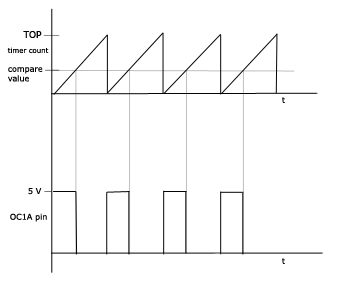 TOP
timer count
compare
value
t
5 V
OC1A pin
t